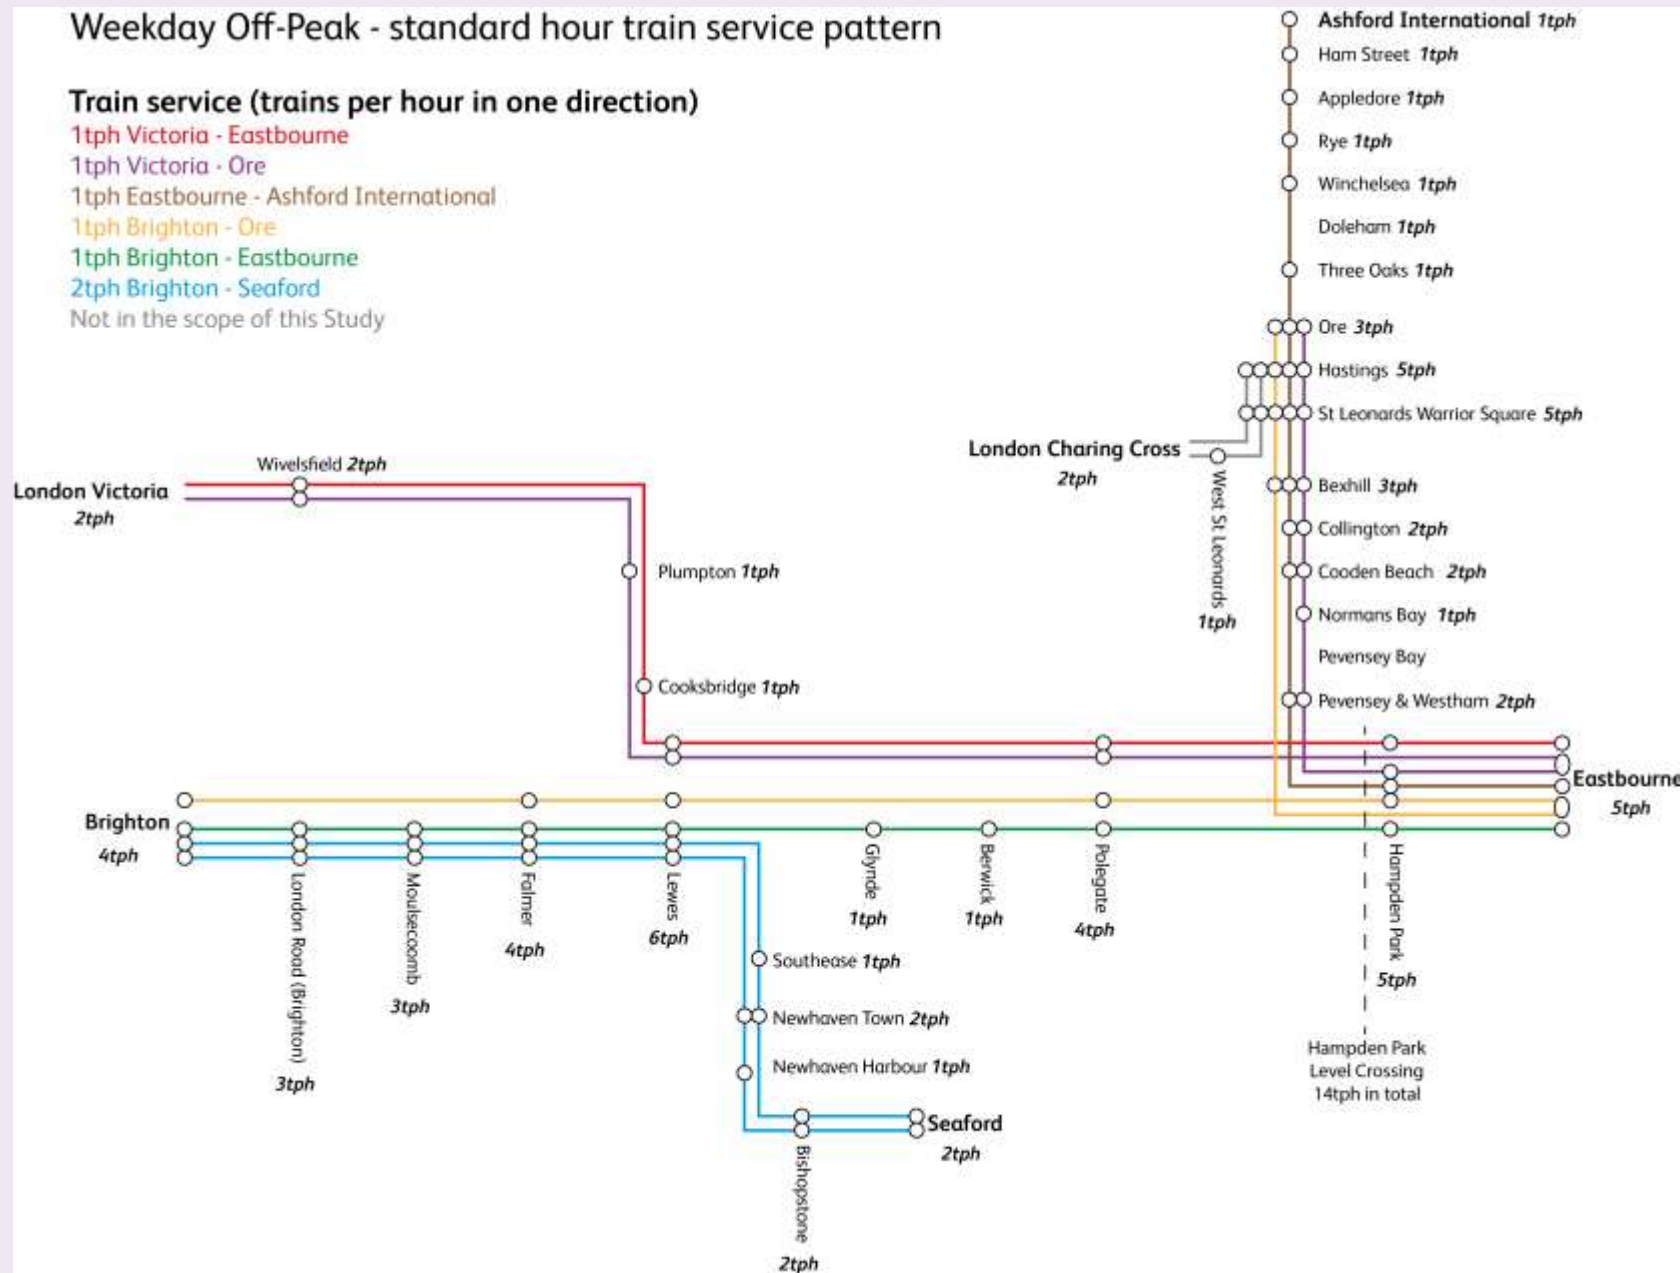 Weekday Off-Peak - standard hour train service pattern
Train service (trains per hour in one direction)
1tph Victoria - Eastbourne
1tph Victoria - Ore
1tph Eastbourne - Ashford International
1tph Brighton - Ore
1tph Brighton - Eastbourne
2tph Brighton - Seaford
Not in the scope of this Study
Ashford International 1tph
Ham Street 1tph
Appledore 1tph
Rye 1tph
Winchelsea 1tph
Doleham 1tph
Three Oaks 1tph
Ore 3tph
Hastings 5tph
St Leonards Warrior Square 5tph
London Charing Cross
2tph
West St Leonards
1tph
Bexhill 3tph
Collington 2tph
Cooden Beach 2tph
Normans Bay 1tph
Pevensey Bay
Pevensey & Westham 2tph
Wivelsfield 2tph
London Victoria
2tph
Plumpton 1tph
Cooksbridge 1tph
Eastbourne
5tph
Brighton
4tph
London Road (Brighton)
3tph
Moulsecoomb
3tph
Falmer
4tph
Lewes
6tph
Glynde
1tph
Berwick
1tph
Polegate
4tph
Hampden Park
5tph
Southease 1tph
Newhaven Town 2tph
Newhaven Harbour 1tph
Seaford
2tph
Bishopstone
2tph
Hampden Park
Level Crossing
14tph in total